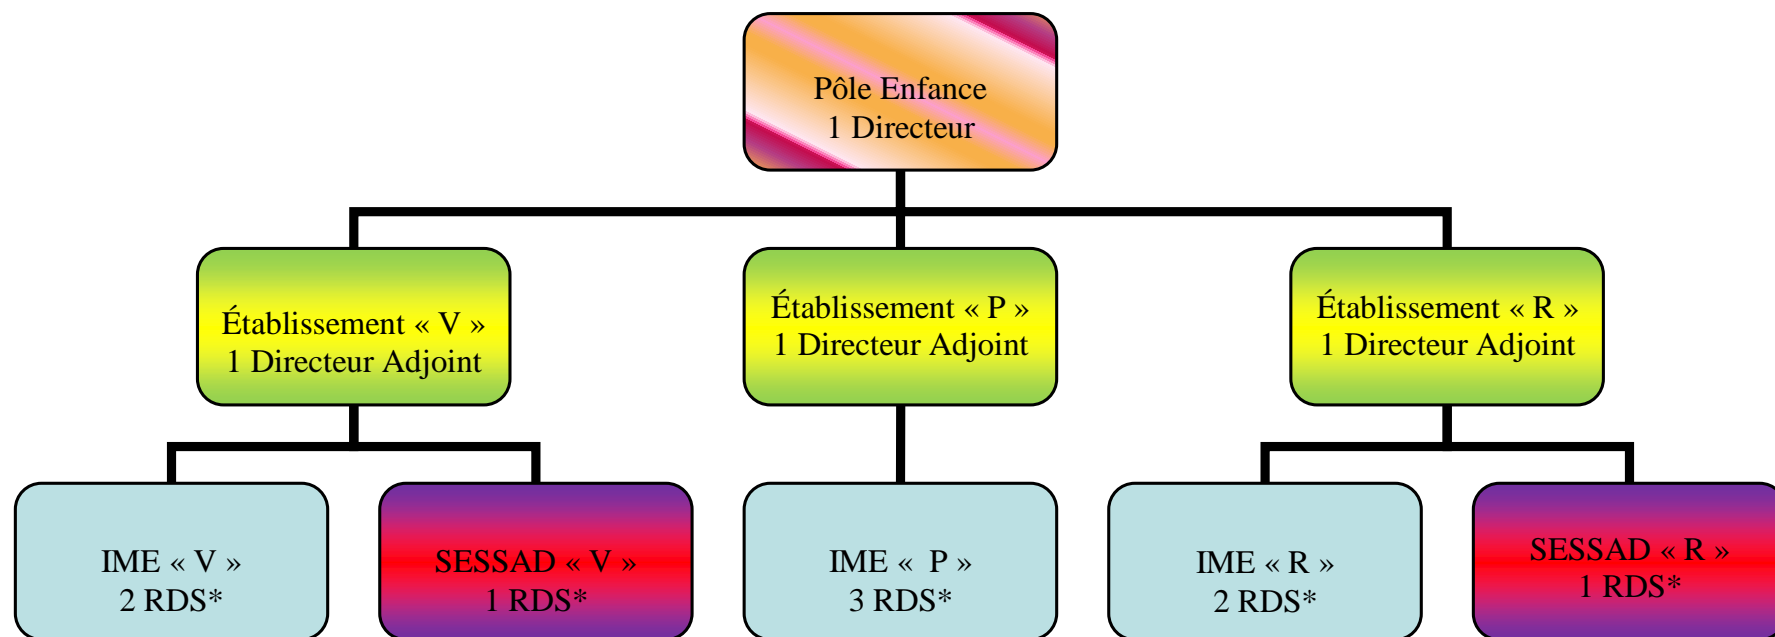 Pôle Enfance
1 Directeur
Établissement « V »
1 Directeur Adjoint
Établissement « P »
1 Directeur Adjoint
Établissement « R »
1 Directeur Adjoint
IME « V »
2 RDS*
SESSAD « V »
1 RDS*
IME « P »
3 RDS*
IME « R »
2 RDS*
SESSAD « R »
1 RDS*